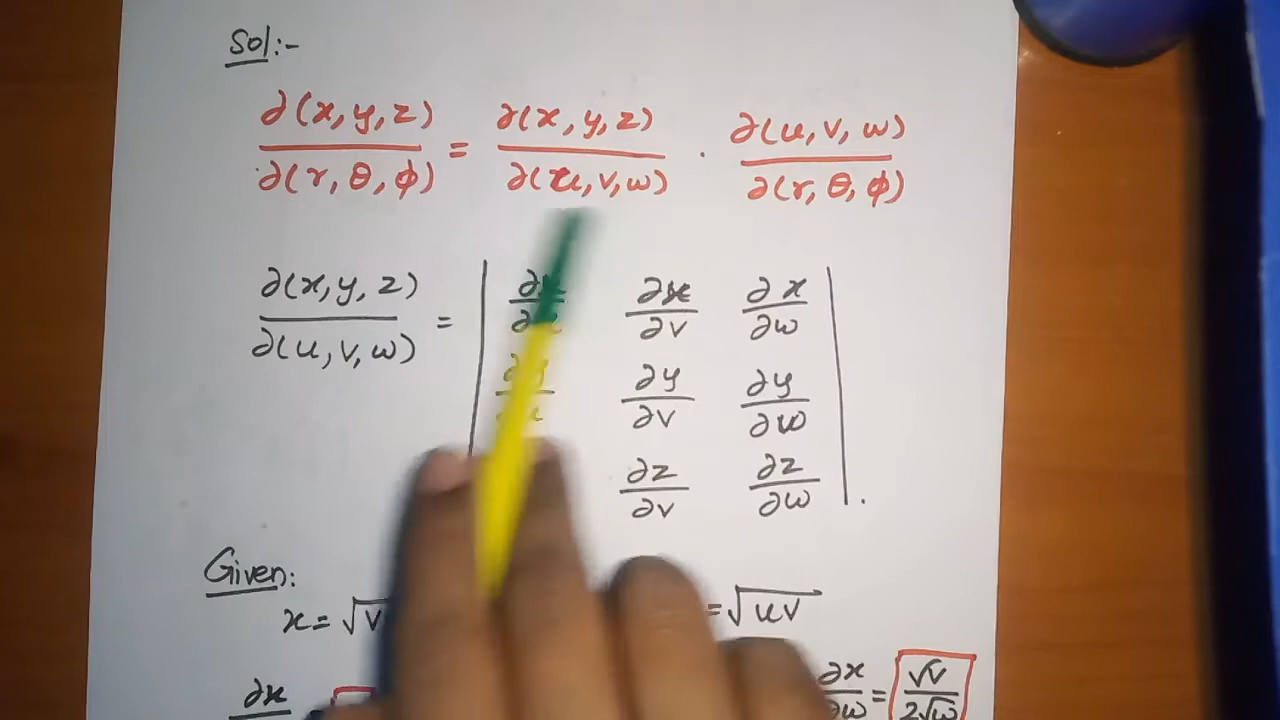 Sol:-
∂(x, y, z) / ∂(r, θ, ϕ) = ∂(x, y, z) / ∂(u, v, w) . ∂(u, v, w) / ∂(r, θ, ϕ)
∂(x, y, z) / ∂(u, v, w) = | ∂x/∂v ∂x/∂w
∂y/∂v ∂y/∂w
∂z/∂v ∂z/∂w | .
Given:
x = √v = √uv
∂x ∂x/∂w = √v / 2√w